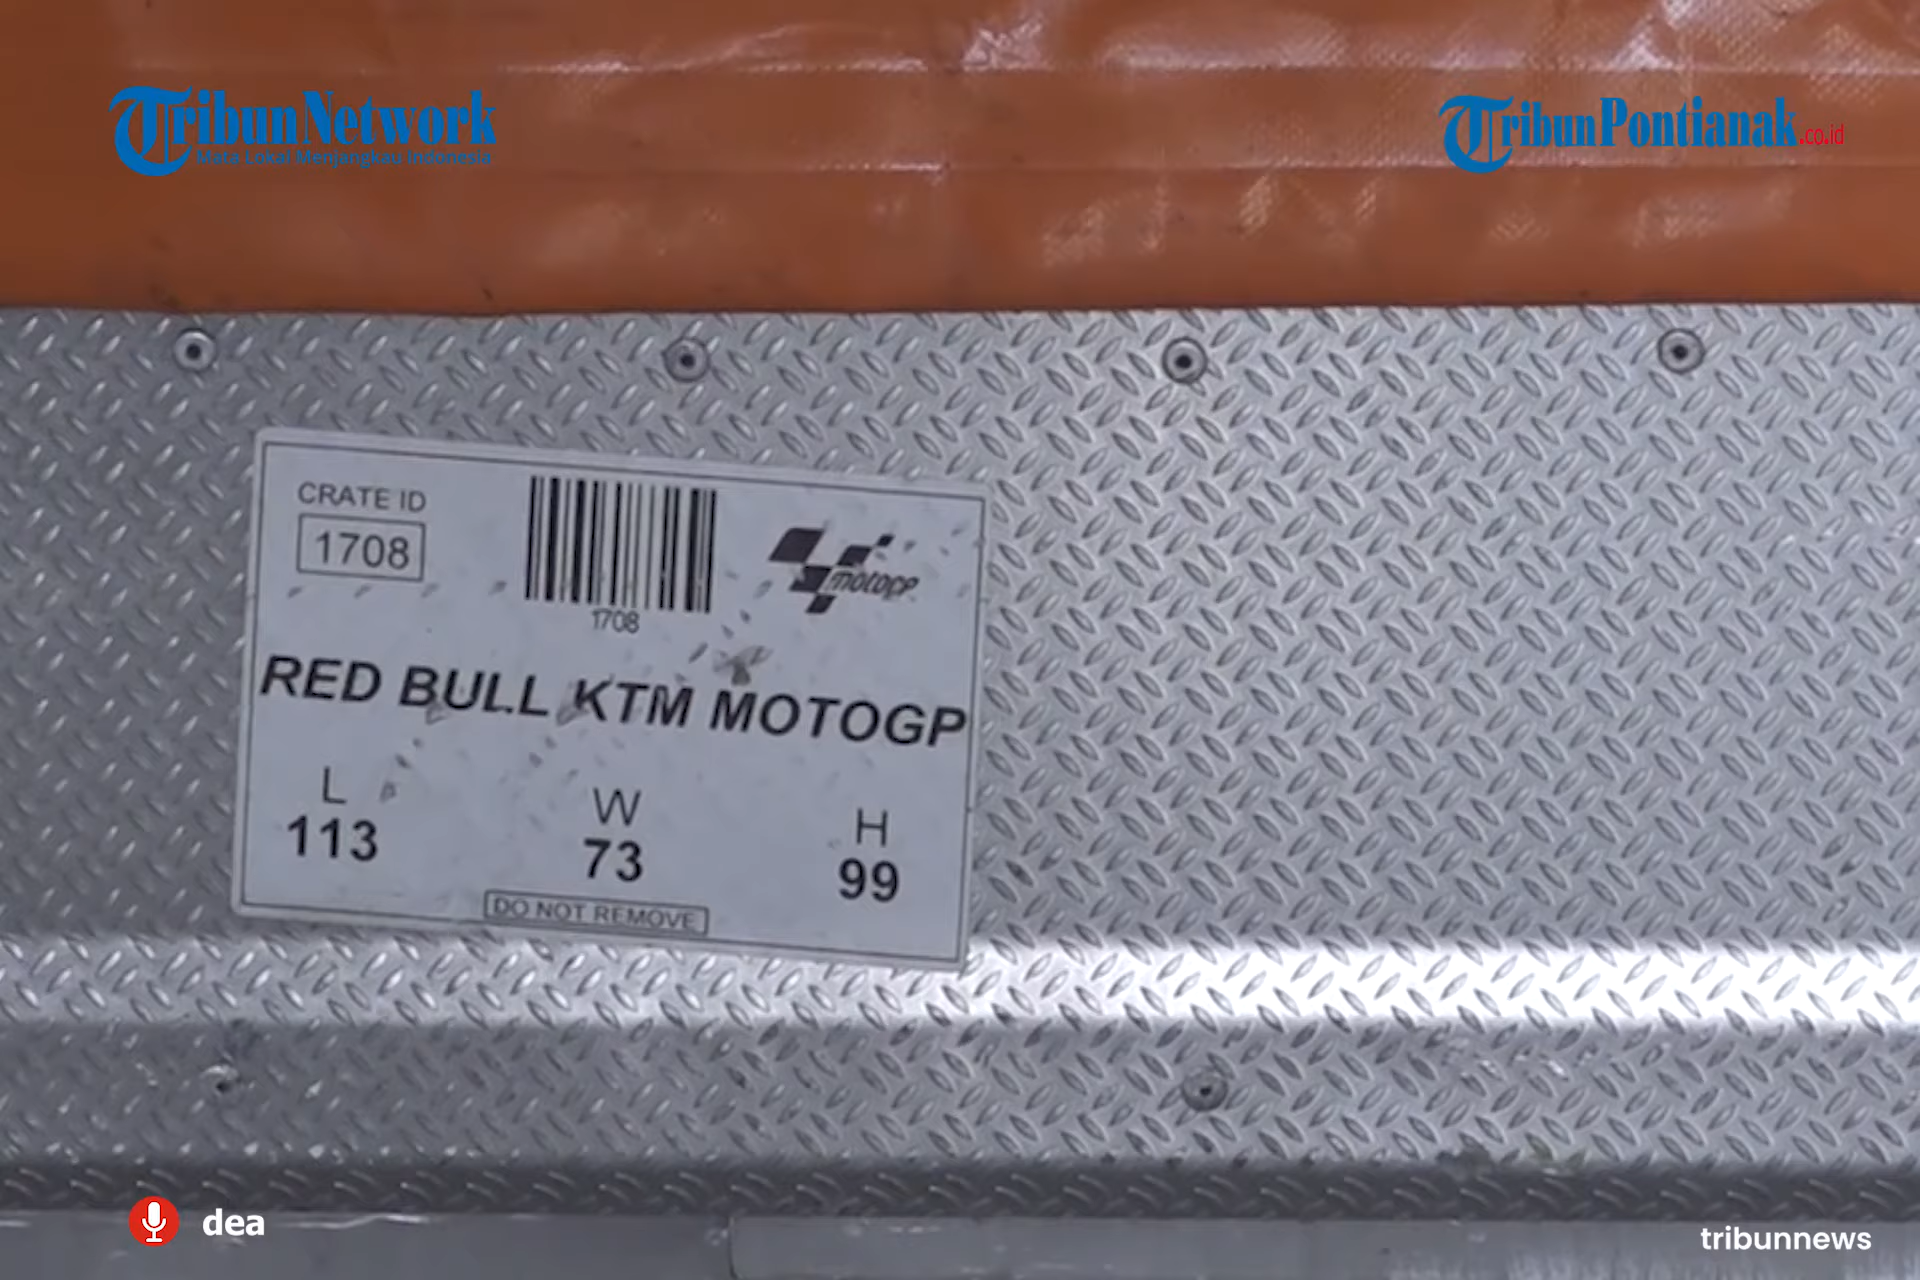 TribunNetwork
Mata Lokal Menjangkau Indonesia
TribunPontianak.co.id
CRATE ID
1708
1708
motoGP
RED BULL KTM MOTOGP
L
113
W
73
H
99
DO NOT REMOVE
dea
tribunnews